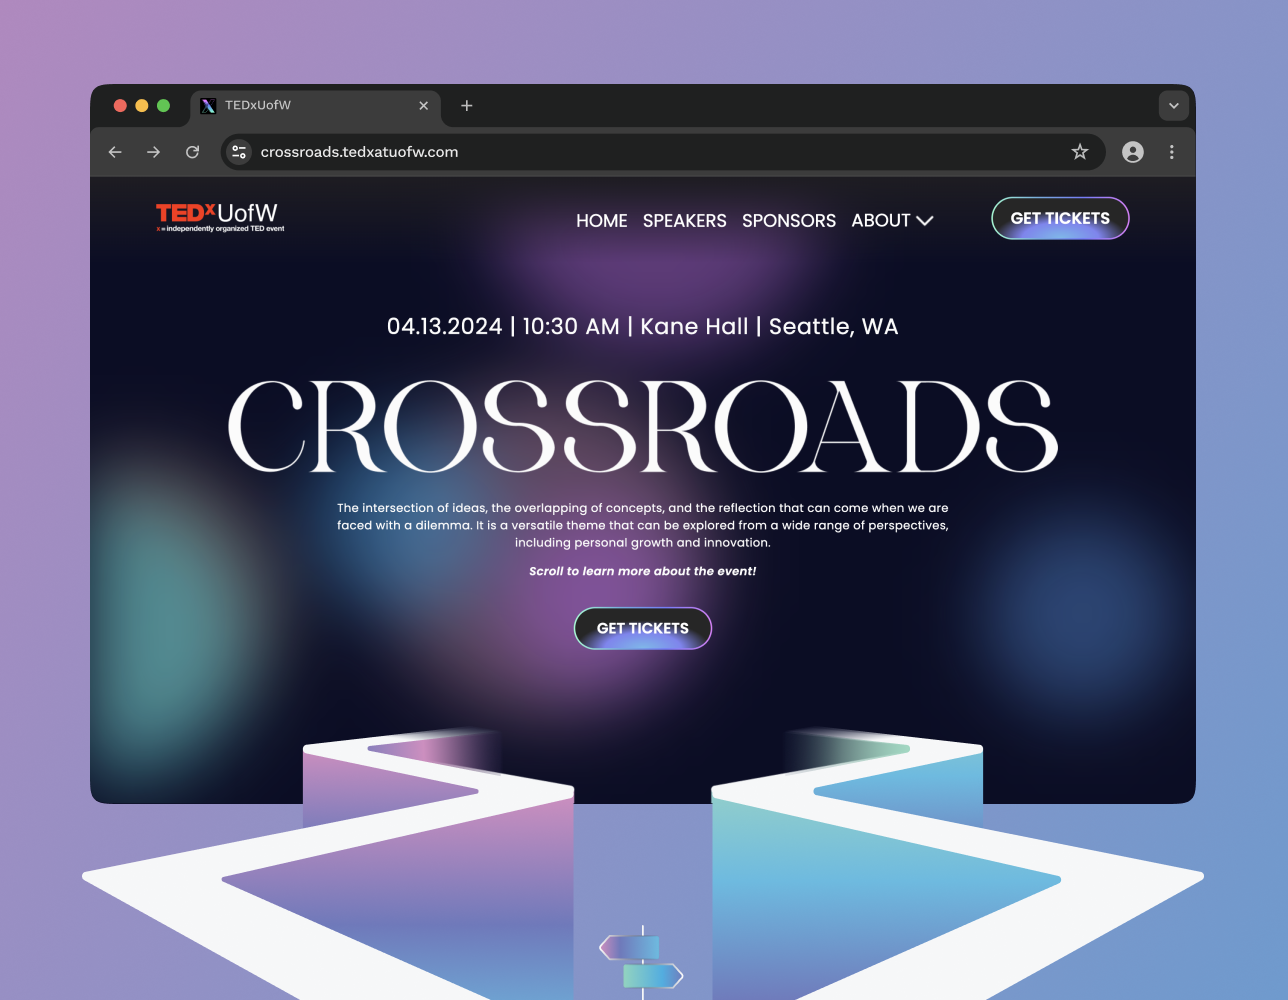 TEDxUofW
crossroads.tedxatuofw.com
TEDxUofW
x = independently organized TED event
HOME SPEAKERS SPONSORS ABOUT
GET TICKETS
04.13.2024 | 10:30 AM | Kane Hall | Seattle, WA
CROSSROADS
The intersection of ideas, the overlapping of concepts, and the reflection that can come when we are
faced with a dilemma. It is a versatile theme that can be explored from a wide range of perspectives,
including personal growth and innovation.
Scroll to learn more about the event!
GET TICKETS